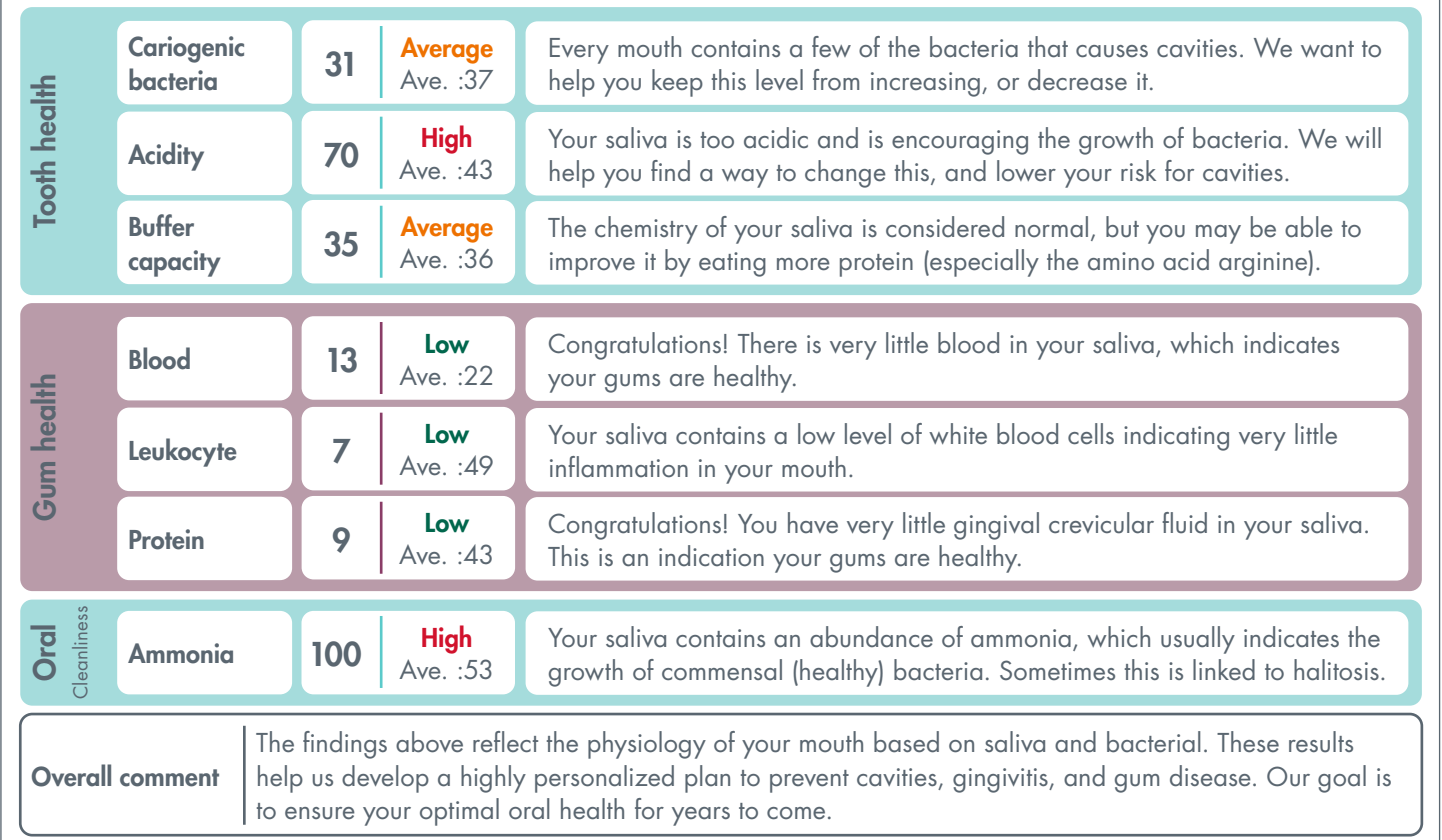 Tooth health
Cariogenic
bacteria
31
Average
Ave. :37
Every mouth contains a few of the bacteria that causes cavities. We want to
help you keep this level from increasing, or decrease it.
Acidity
70
High
Ave. :43
Your saliva is too acidic and is encouraging the growth of bacteria. We will
help you find a way to change this, and lower your risk for cavities.
Buffer
capacity
35
Average
Ave. :36
The chemistry of your saliva is considered normal, but you may be able to
improve it by eating more protein (especially the amino acid arginine).
Gum health
Blood
13
Low
Ave. :22
Congratulations! There is very little blood in your saliva, which indicates
your gums are healthy.
Leukocyte
7
Low
Ave. :49
Your saliva contains a low level of white blood cells indicating very little
inflammation in your mouth.
Protein
9
Low
Ave. :43
Congratulations! You have very little gingival crevicular fluid in your saliva.
This is an indication your gums are healthy.
Oral
Cleanliness
Ammonia
100
High
Ave. :53
Your saliva contains an abundance of ammonia, which usually indicates the
growth of commensal (healthy) bacteria. Sometimes this is linked to halitosis.
Overall comment
The findings above reflect the physiology of your mouth based on saliva and bacterial. These results
help us develop a highly personalized plan to prevent cavities, gingivitis, and gum disease. Our goal is
to ensure your optimal oral health for years to come.